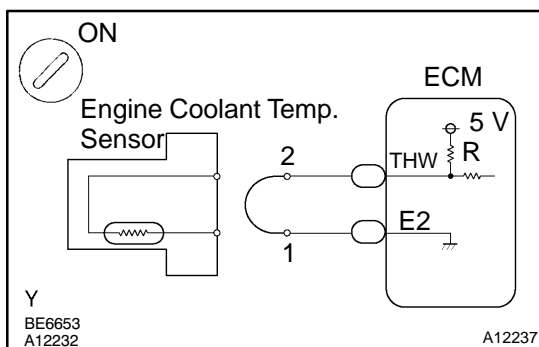 ON
ECM
Engine Coolant Temp.
Sensor
5 V
2
THW
R
E2
1
Y
BE6653
A12232
A12237